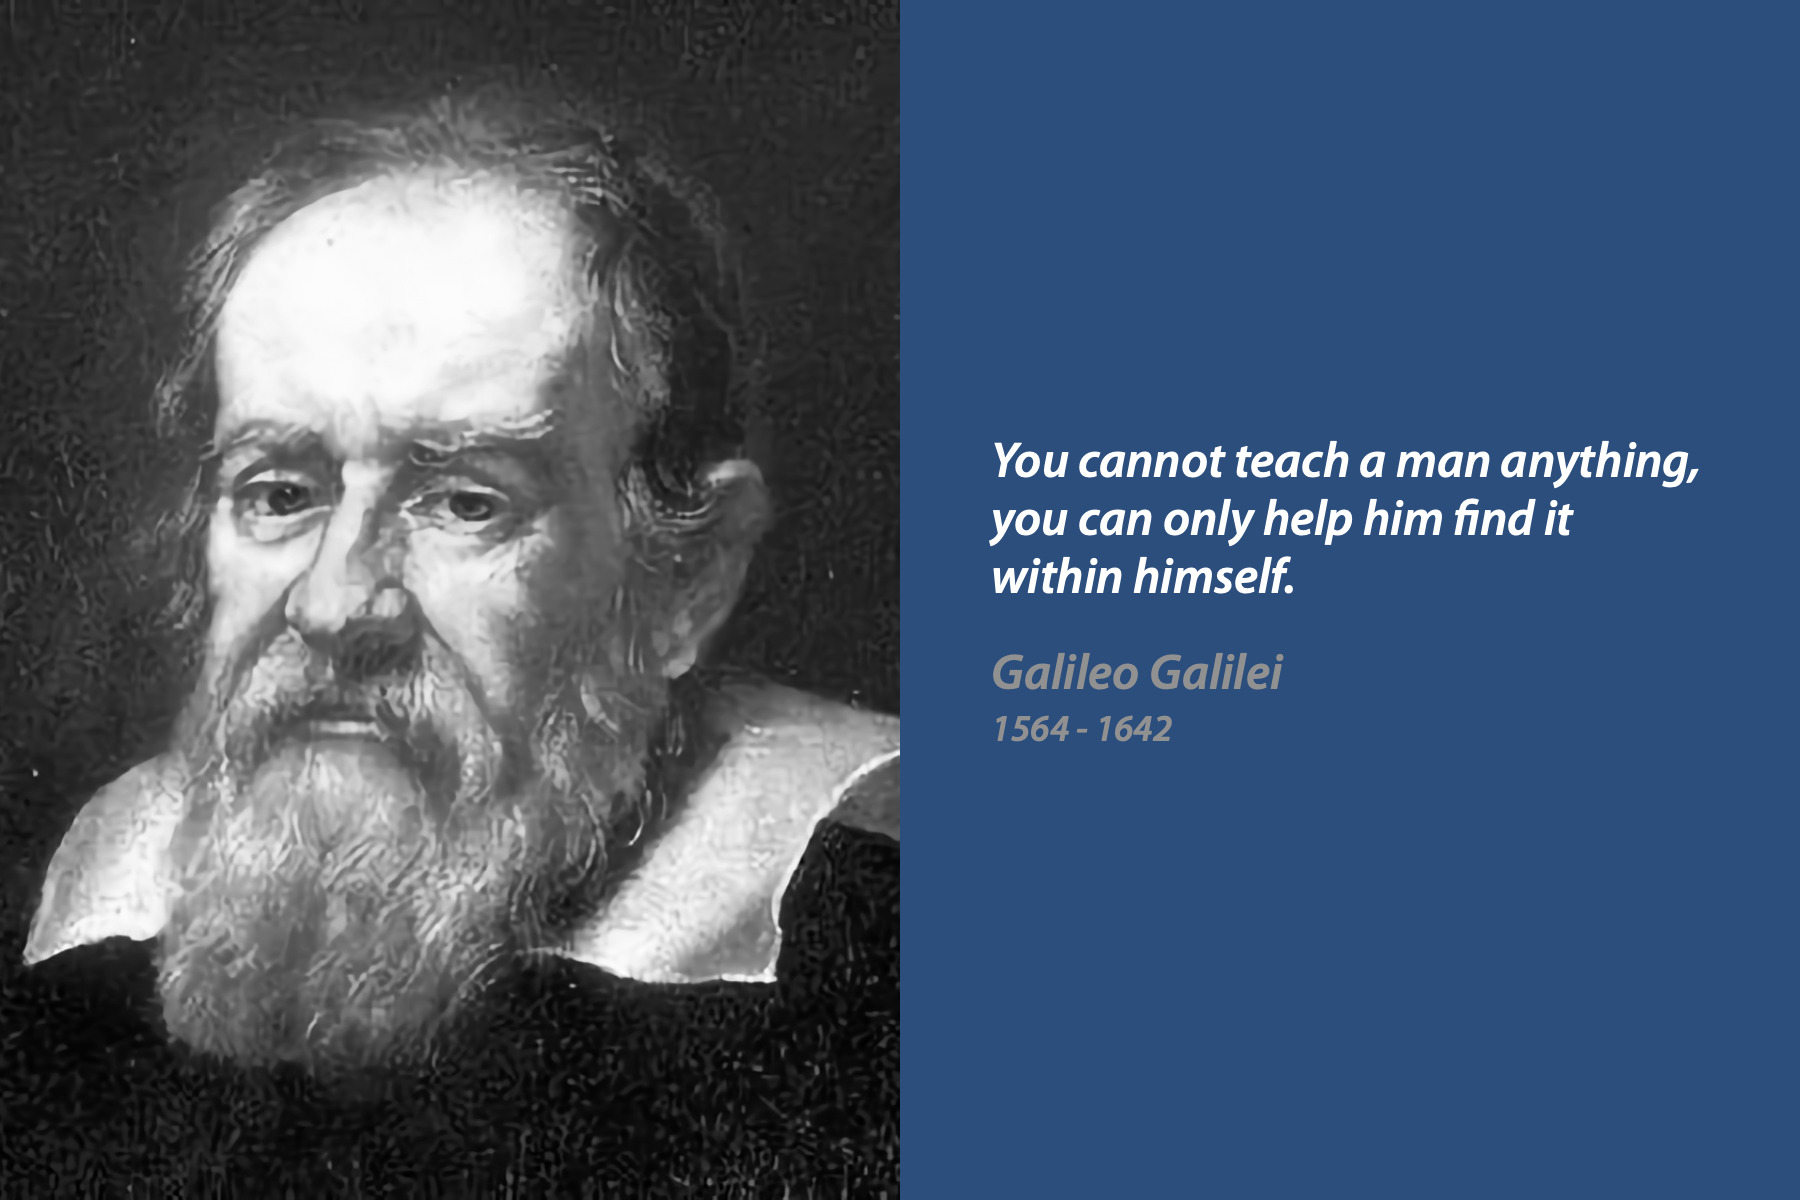 You cannot teach a man anything,
you can only help him find it
within himself.
Galileo Galilei
1564 - 1642